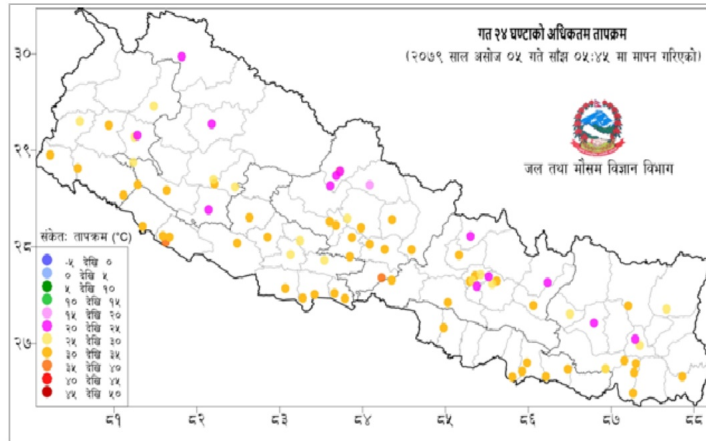 गत २४ घण्टाको अधिकतम तापक्रम
(२०७९ साल असोज ०५ गते साँझ ०५:४५ मा मापन गरिएको)
३०
२९
जल तथा मौसम विज्ञान विभाग
संकेत: तापक्रम (°C)
-५ देखि ०
० देखि ५
५ देखि १०
१० देखि १५
१५ देखि २०
२० देखि २५
२५ देखि ३०
३० देखि ३५
३५ देखि ४०
४० देखि ४५
४५ देखि ५०
२७
८१ ८२ ८३ ८४ ८५ ८६ ८७ ८८